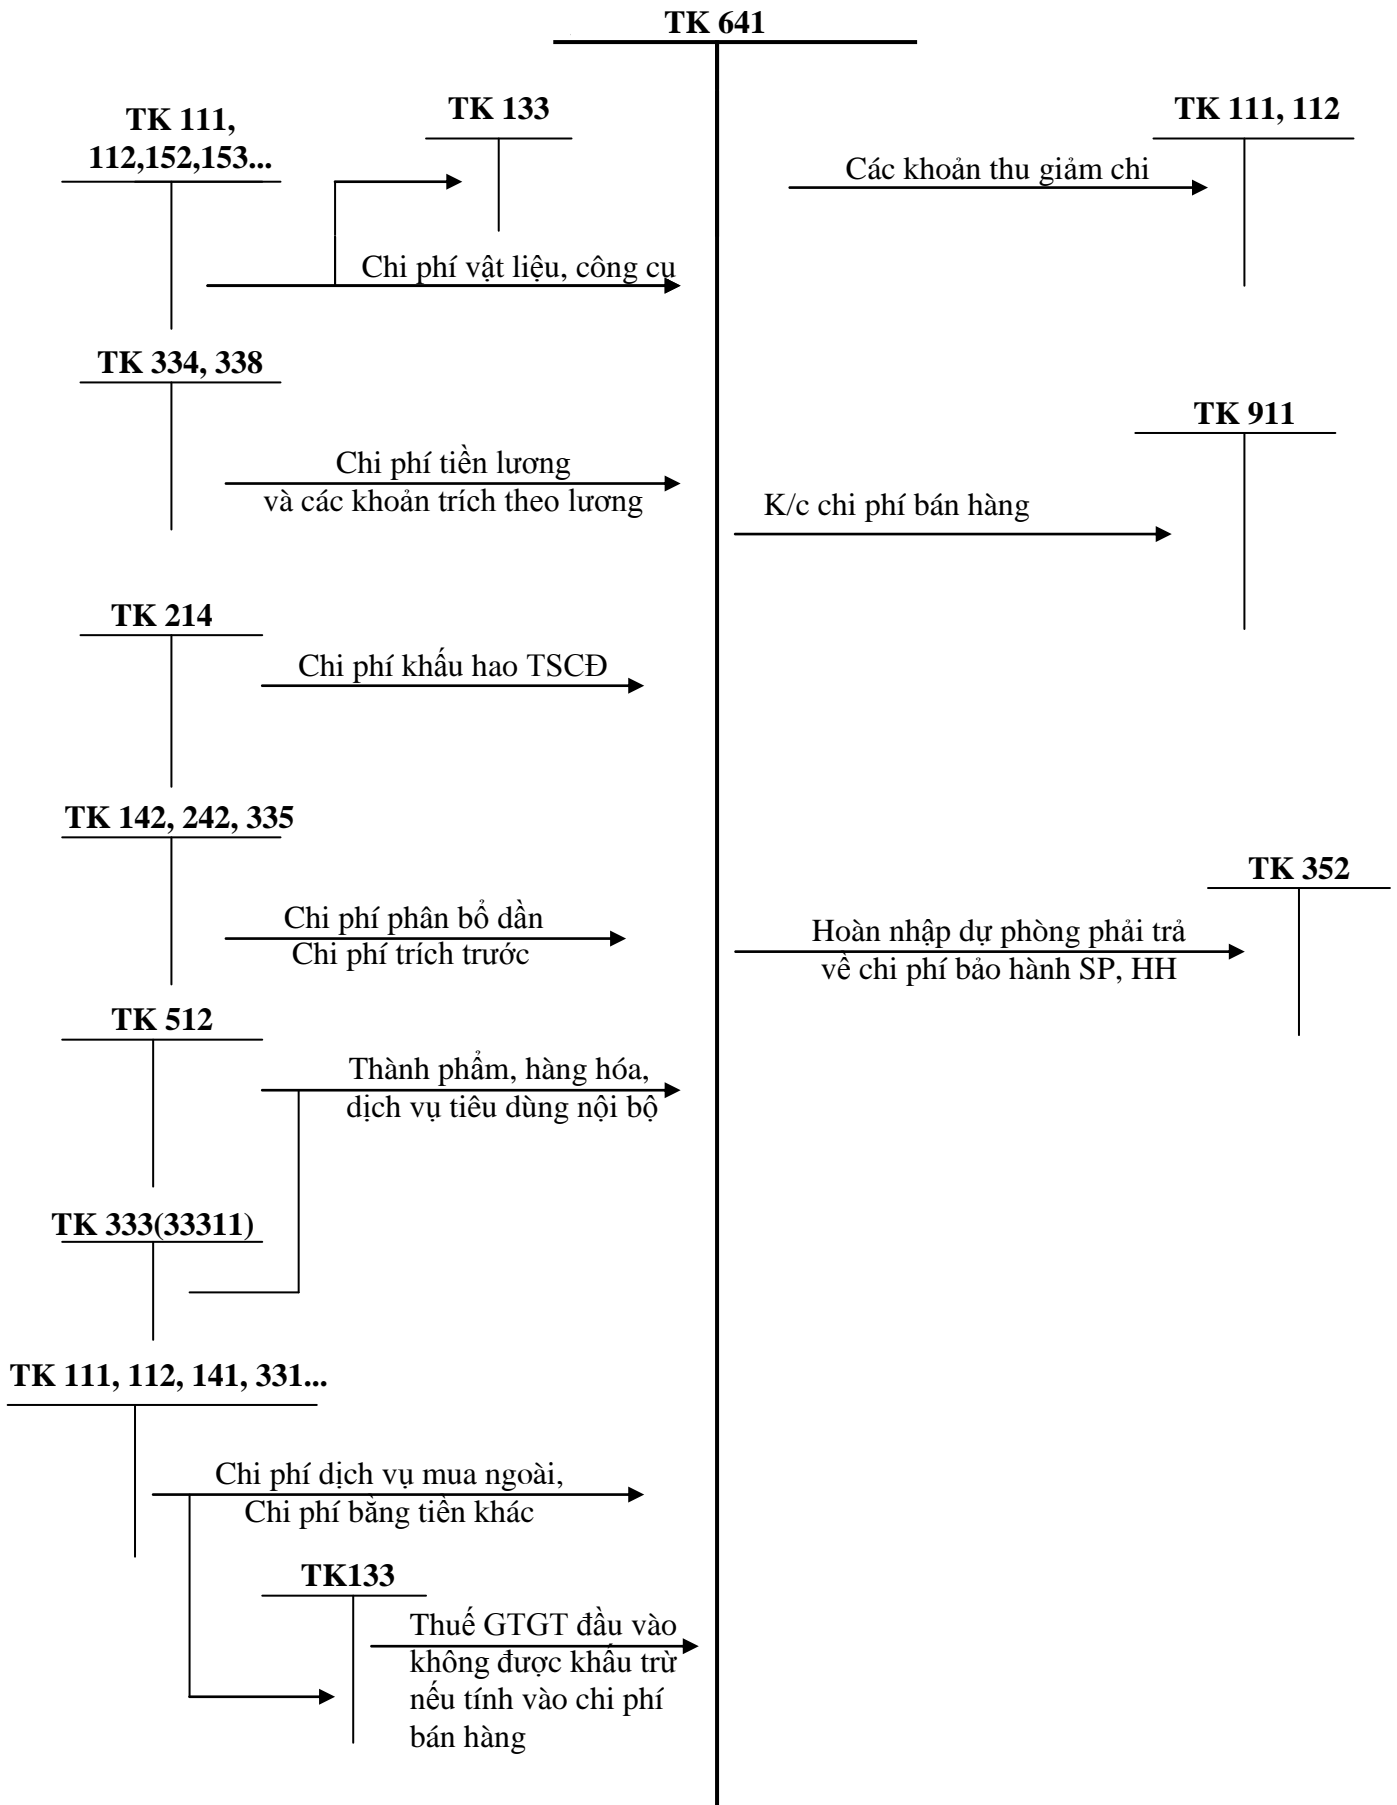 TK 641
TK 111,
112,152,153...
TK 133
TK 111, 112
Các khoản thu giảm chi
Chi phí vật liệu, công cụ
TK 334, 338
TK 911
Chi phí tiền lương
và các khoản trích theo lương
K/c chi phí bán hàng
TK 214
Chi phí khấu hao TSCĐ
TK 142, 242, 335
TK 352
Chi phí phân bổ dần
Chi phí trích trước
Hoàn nhập dự phòng phải trả
về chi phí bảo hành SP, HH
TK 512
Thành phẩm, hàng hóa,
dịch vụ tiêu dùng nội bộ
TK 333(33311)
TK 111, 112, 141, 331...
Chi phí dịch vụ mua ngoài,
Chi phí bằng tiền khác
TK133
Thuế GTGT đầu vào
không được khấu trừ
nếu tính vào chi phí
bán hàng